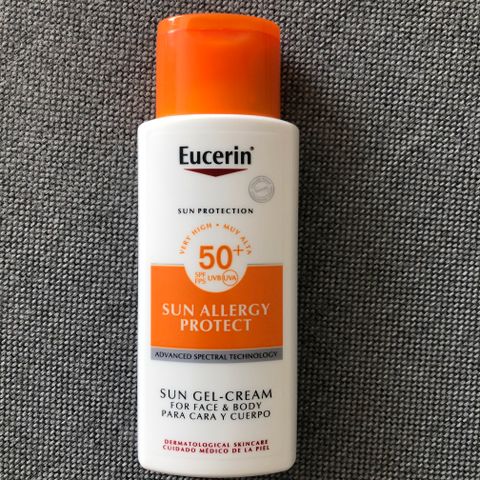 Eucerin®
SUN PROTECTION
VERY HIGH • MUY ALTA
50+
SPF
FPS
UVB UVA
SUN ALLERGY
PROTECT
ADVANCED SPECTRAL TECHNOLOGY
SUN GEL-CREAM
FOR FACE & BODY
PARA CARA Y CUERPO
DERMATOLOGICAL SKINCARE
CUIDADO MÉDICO DE LA PIEL